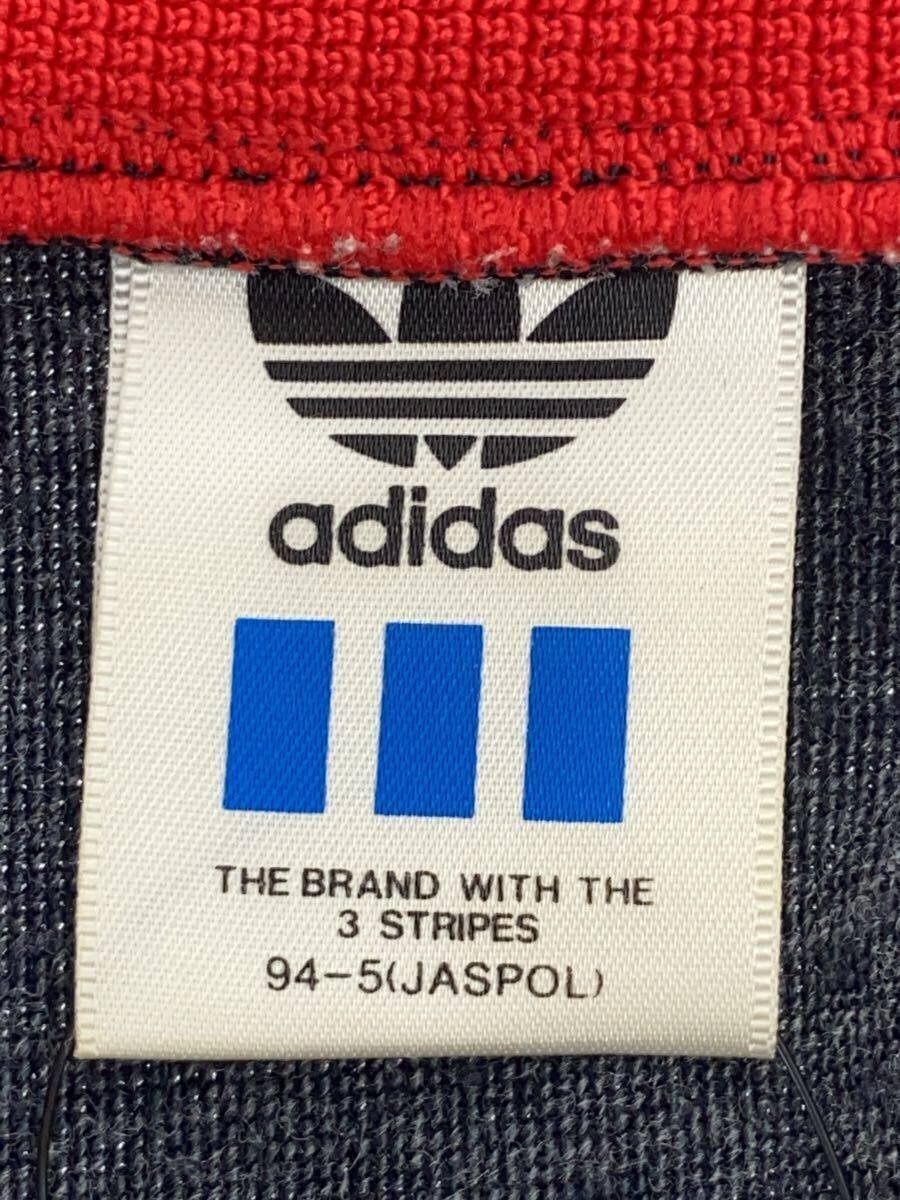 adidas
THE BRAND WITH THE
3 STRIPES
94-5(JASPOL)